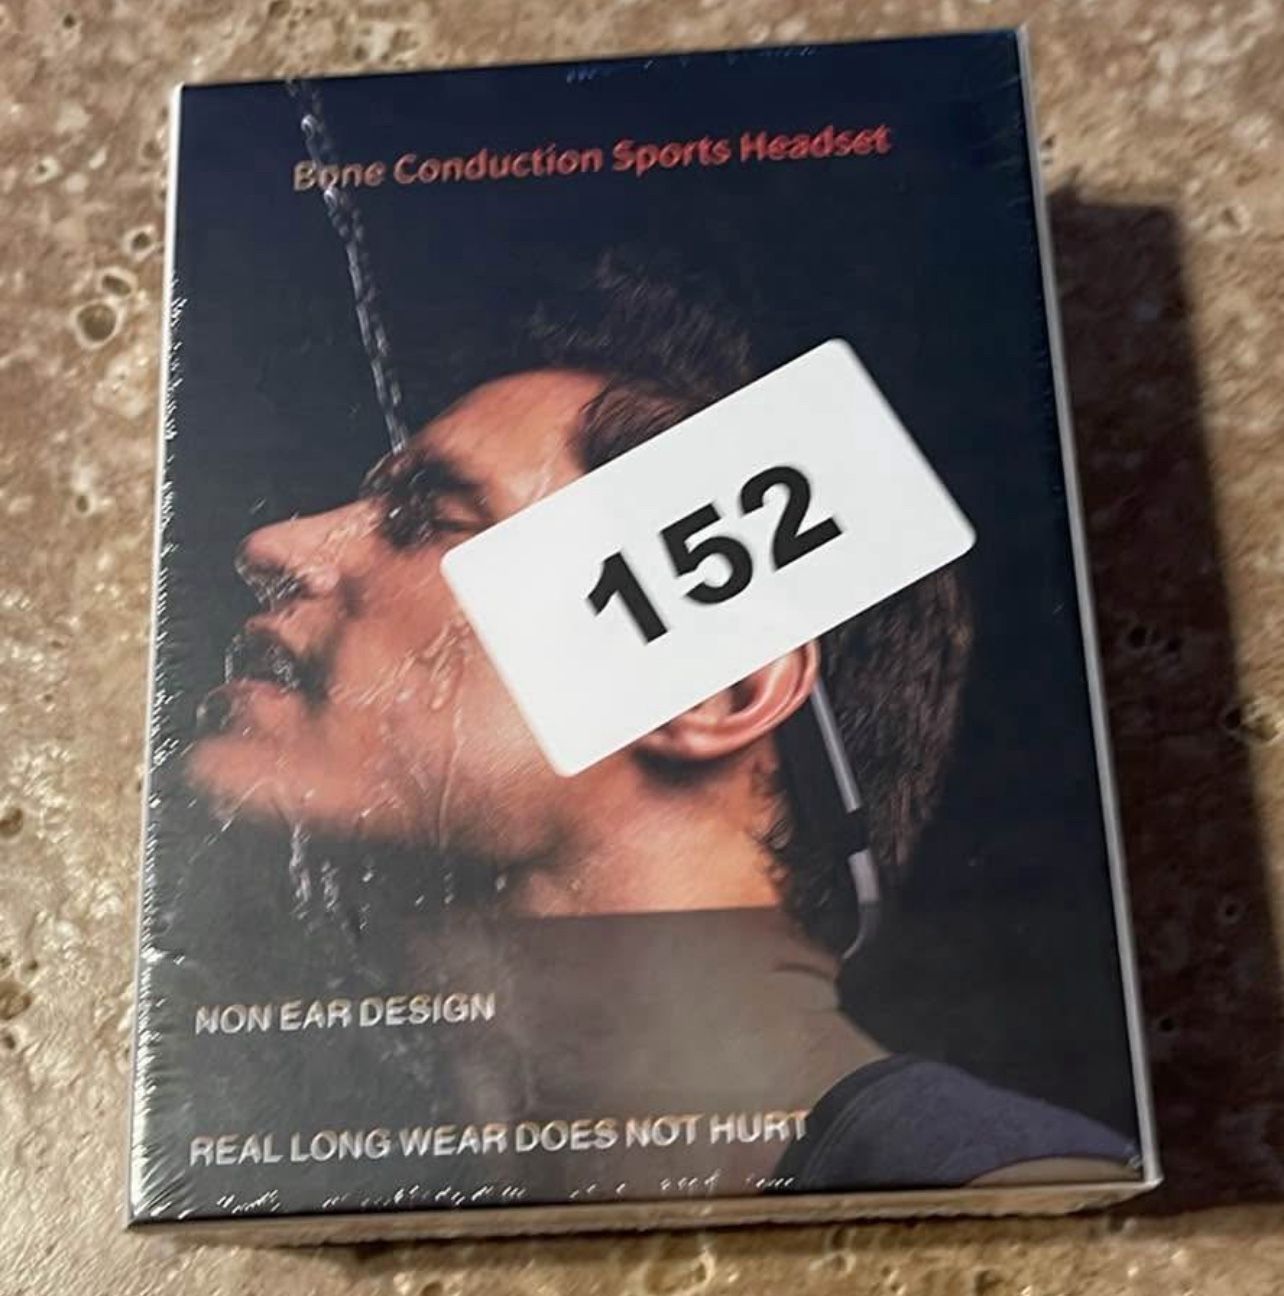 Bone Conduction Sports Headset
152
NON EAR DESIGN
REAL LONG WEAR DOES NOT HURT